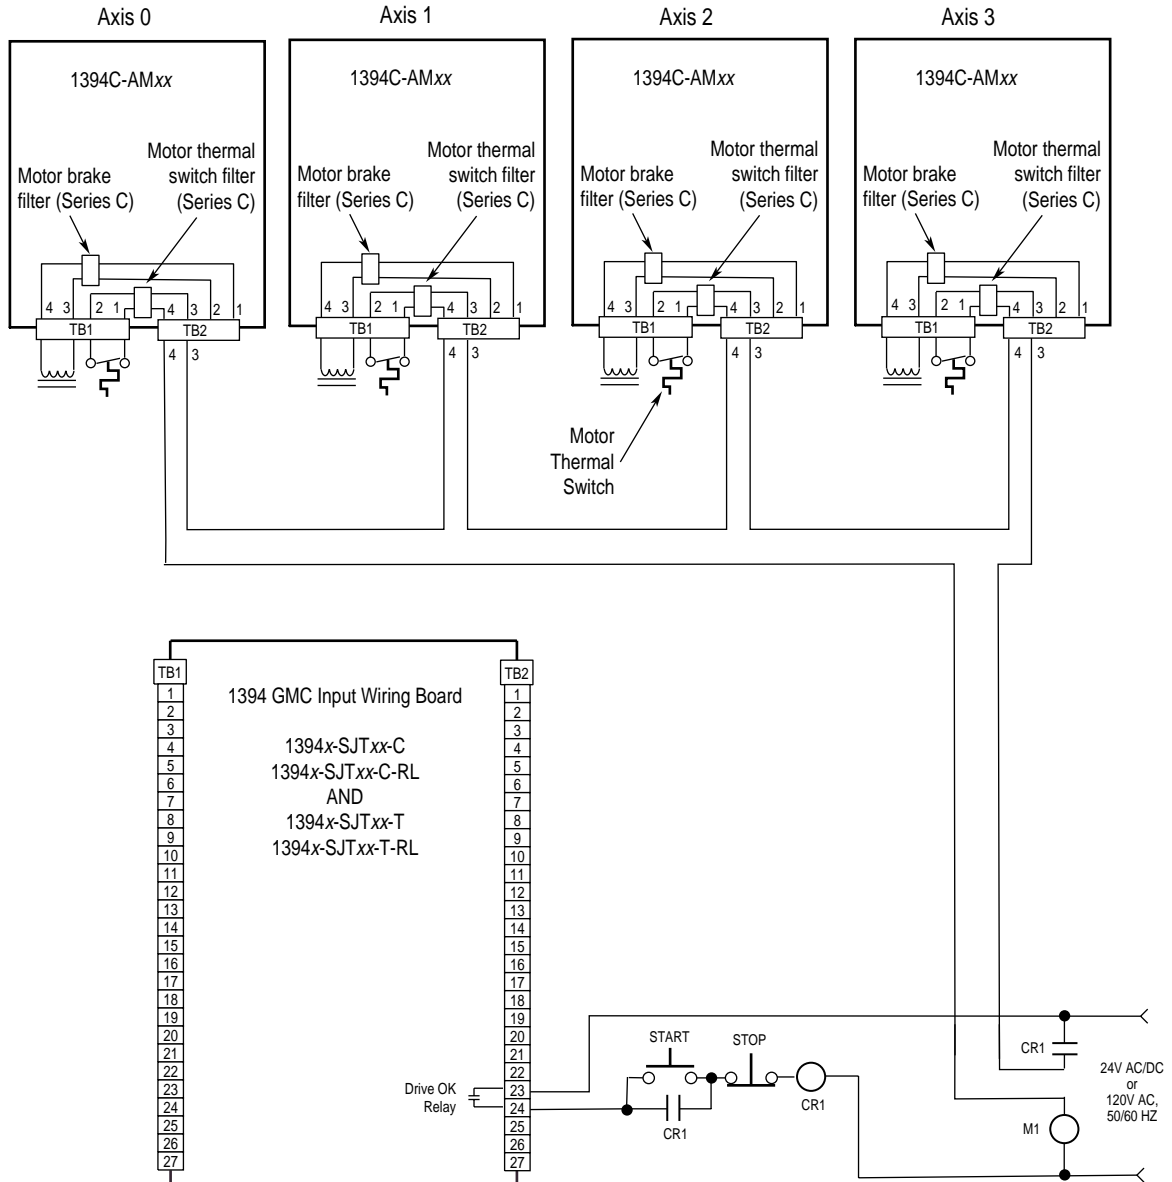 Axis 0
Axis 1
Axis 2
Axis 3
1394C-AMxx
1394C-AMxx
1394C-AMxx
1394C-AMxx
Motor brake
filter (Series C)
Motor thermal
switch filter
(Series C)
Motor brake
filter (Series C)
Motor thermal
switch filter
(Series C)
Motor brake
filter (Series C)
Motor thermal
switch filter
(Series C)
Motor brake
filter (Series C)
Motor thermal
switch filter
(Series C)
4 3 2 1 4 3 2 1
4 3 2 1 4 3 2 1
4 3 2 1 4 3 2 1
4 3 2 1 4 3 2 1
TB1 TB2
TB1 TB2
TB1 TB2
TB1 TB2
4 3
4 3
4 3
4 3
Motor
Thermal
Switch
TB1
1
2
3
4
5
6
7
8
9
10
11
12
13
14
15
16
17
18
19
20
21
22
23
24
25
26
27
1394 GMC Input Wiring Board
1394x-SJTxx-C
1394x-SJTxx-C-RL
AND
1394x-SJTxx-T
1394x-SJTxx-T-RL
Drive OK
Relay
TB2
1
2
3
4
5
6
7
8
9
10
11
12
13
14
15
16
17
18
19
20
21
22
23
24
25
26
27
START
STOP
CR1
CR1
CR1
M1
24V AC/DC
or
120V AC,
50/60 HZ